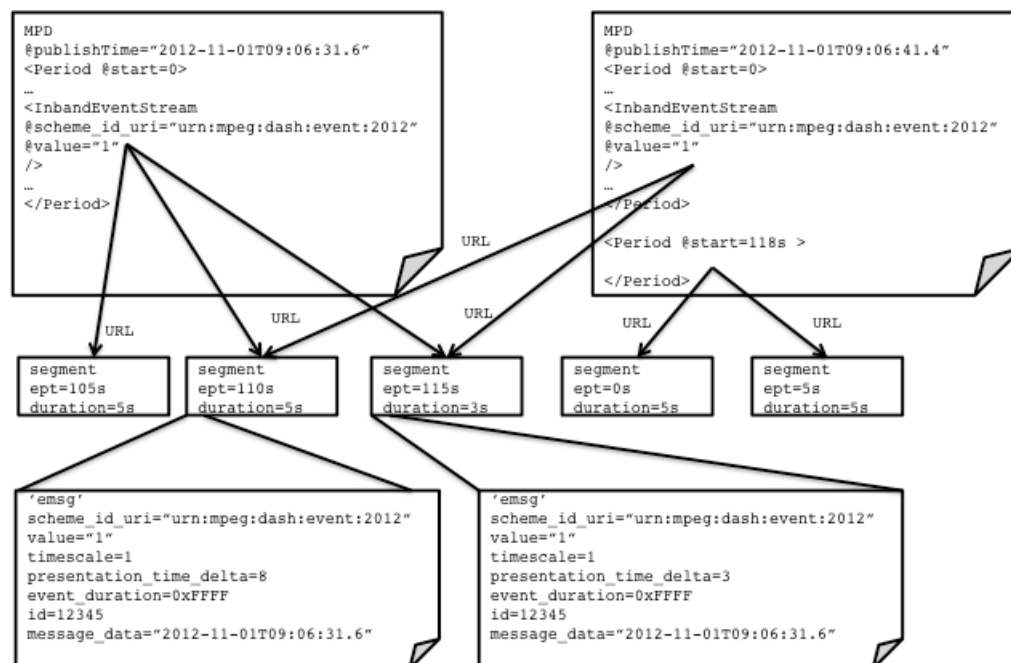 MPD
@publishTime=“2012-11-01T09:06:31.6”
<Period @start=0>
…
<InbandEventStream
@scheme_id_uri=“urn:mpeg:dash:event:2012”
@value=“1”
/>
…
</Period>
MPD
@publishTime=“2012-11-01T09:06:41.4”
<Period @start=0>
…
<InbandEventStream
@scheme_id_uri=“urn:mpeg:dash:event:2012”
@value=“1”
/>
…
</Period>
<Period @start=118s >
</Period>
URL
URL
URL
URL
URL
URL
segment
ept=105s
duration=5s
segment
ept=110s
duration=5s
segment
ept=115s
duration=3s
segment
ept=0s
duration=5s
segment
ept=5s
duration=5s
‘emsg’
scheme_id_uri=“urn:mpeg:dash:event:2012”
value=“1”
timescale=1
presentation_time_delta=8
event_duration=0xFFFF
id=12345
message_data=“2012-11-01T09:06:31.6”
‘emsg’
scheme_id_uri=“urn:mpeg:dash:event:2012”
value=“1”
timescale=1
presentation_time_delta=3
event_duration=0xFFFF
id=12345
message_data=“2012-11-01T09:06:31.6”